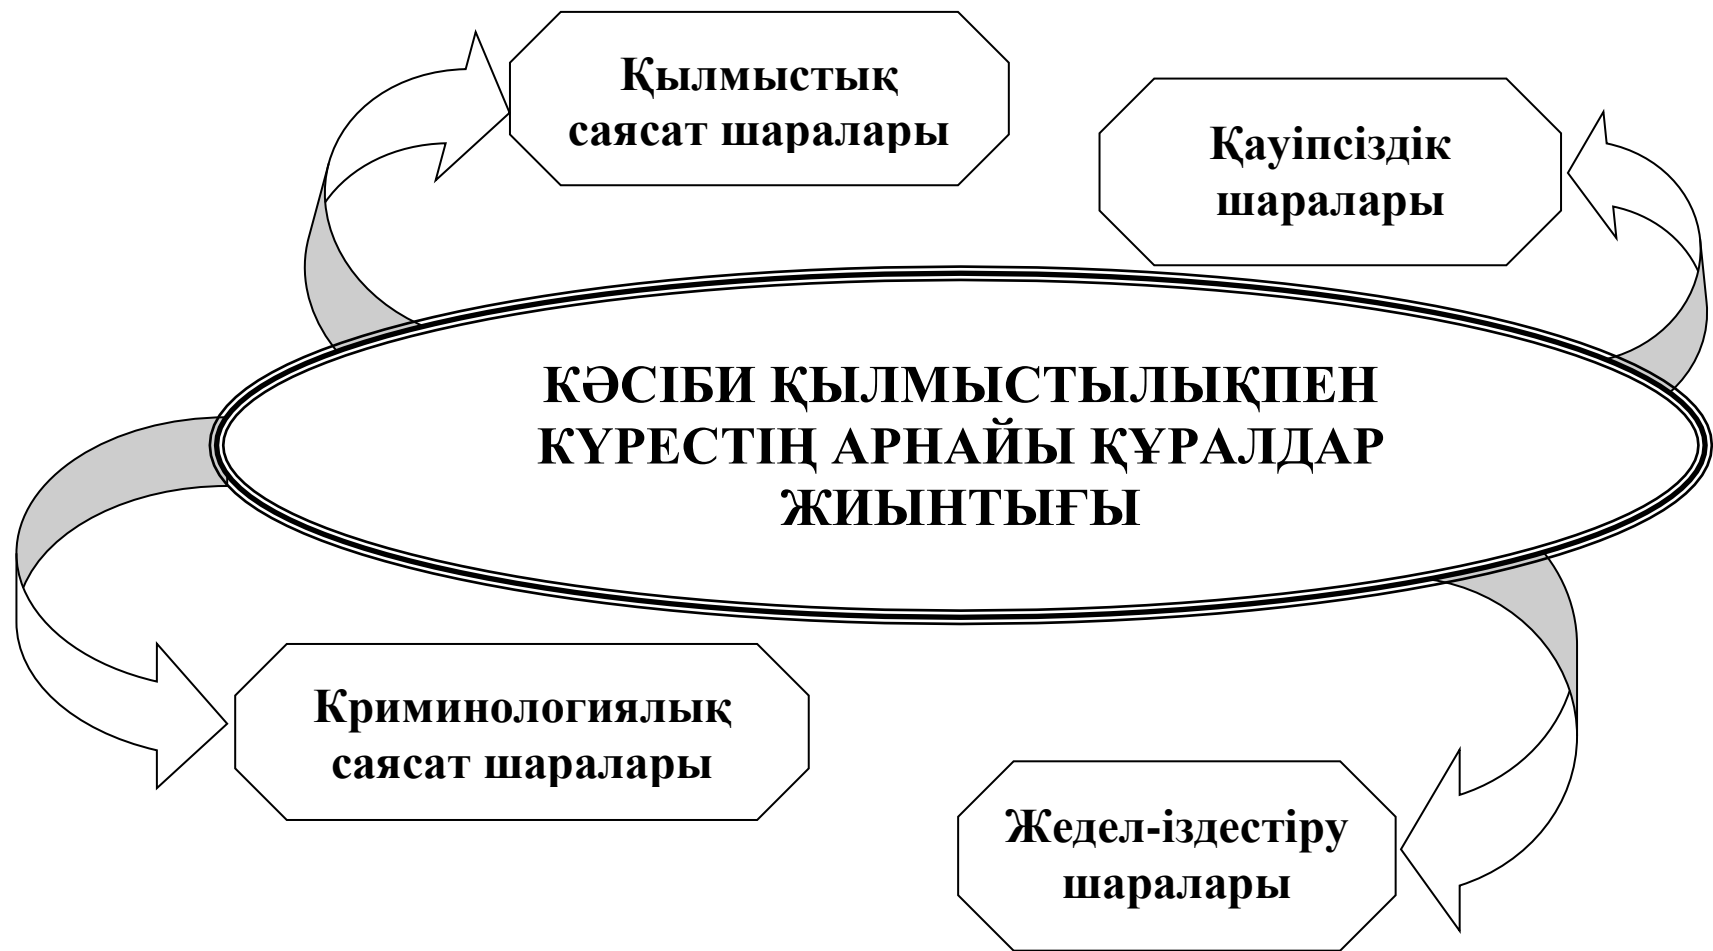 Қылмыстық
саясат шаралары
Қауіпсіздік
шаралары
КӘСІБИ ҚЫЛМЫСТЫЛЫҚПЕН
КҮРЕСТІҢ АРНАЙЫ ҚҰРАЛДАР
ЖИЫНТЫҒЫ
Криминологиялық
саясат шаралары
Жедел-іздестіру
шаралары